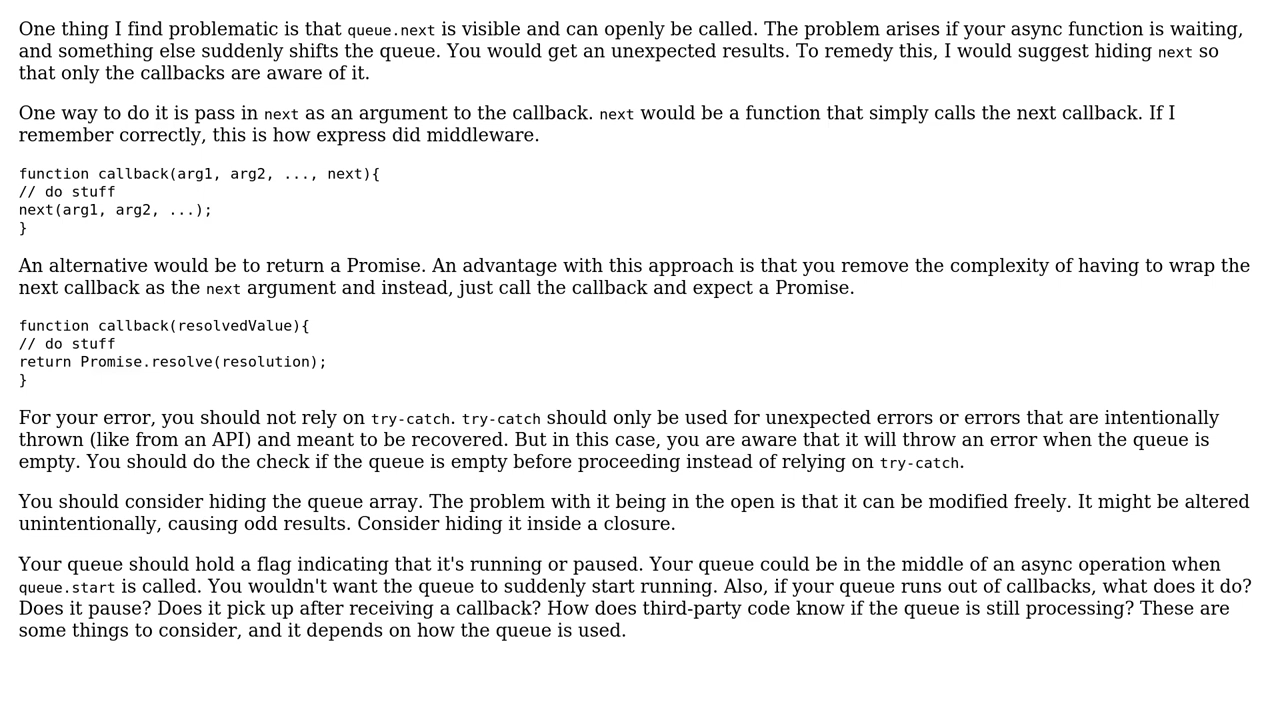 One thing I find problematic is that queue.next is visible and can openly be called. The problem arises if your async function is waiting,
and something else suddenly shifts the queue. You would get an unexpected results. To remedy this, I would suggest hiding next so
that only the callbacks are aware of it.
One way to do it is pass in next as an argument to the callback. next would be a function that simply calls the next callback. If I
remember correctly, this is how express did middleware.
function callback(arg1, arg2, ..., next){
// do stuff
next(arg1, arg2, ...);
}
An alternative would be to return a Promise. An advantage with this approach is that you remove the complexity of having to wrap the
next callback as the next argument and instead, just call the callback and expect a Promise.
function callback(resolvedValue){
// do stuff
return Promise.resolve(resolution);
}
For your error, you should not rely on try-catch. try-catch should only be used for unexpected errors or errors that are intentionally
thrown (like from an API) and meant to be recovered. But in this case, you are aware that it will throw an error when the queue is
empty. You should do the check if the queue is empty before proceeding instead of relying on try-catch.
You should consider hiding the queue array. The problem with it being in the open is that it can be modified freely. It might be altered
unintentionally, causing odd results. Consider hiding it inside a closure.
Your queue should hold a flag indicating that it's running or paused. Your queue could be in the middle of an async operation when
queue.start is called. You wouldn't want the queue to suddenly start running. Also, if your queue runs out of callbacks, what does it do?
Does it pause? Does it pick up after receiving a callback? How does third-party code know if the queue is still processing? These are
some things to consider, and it depends on how the queue is used.